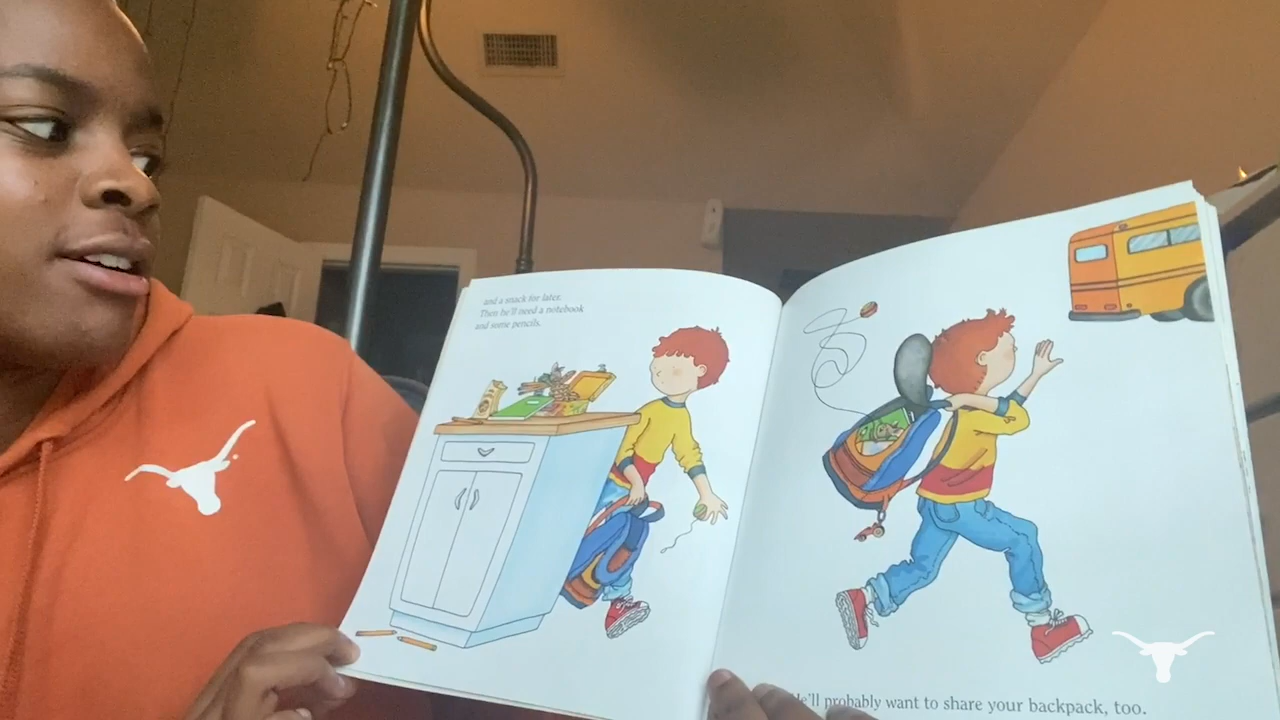 and a snack for later.
Then he'll need a notebook
and some pencils.
He'll probably want to share your backpack, too.